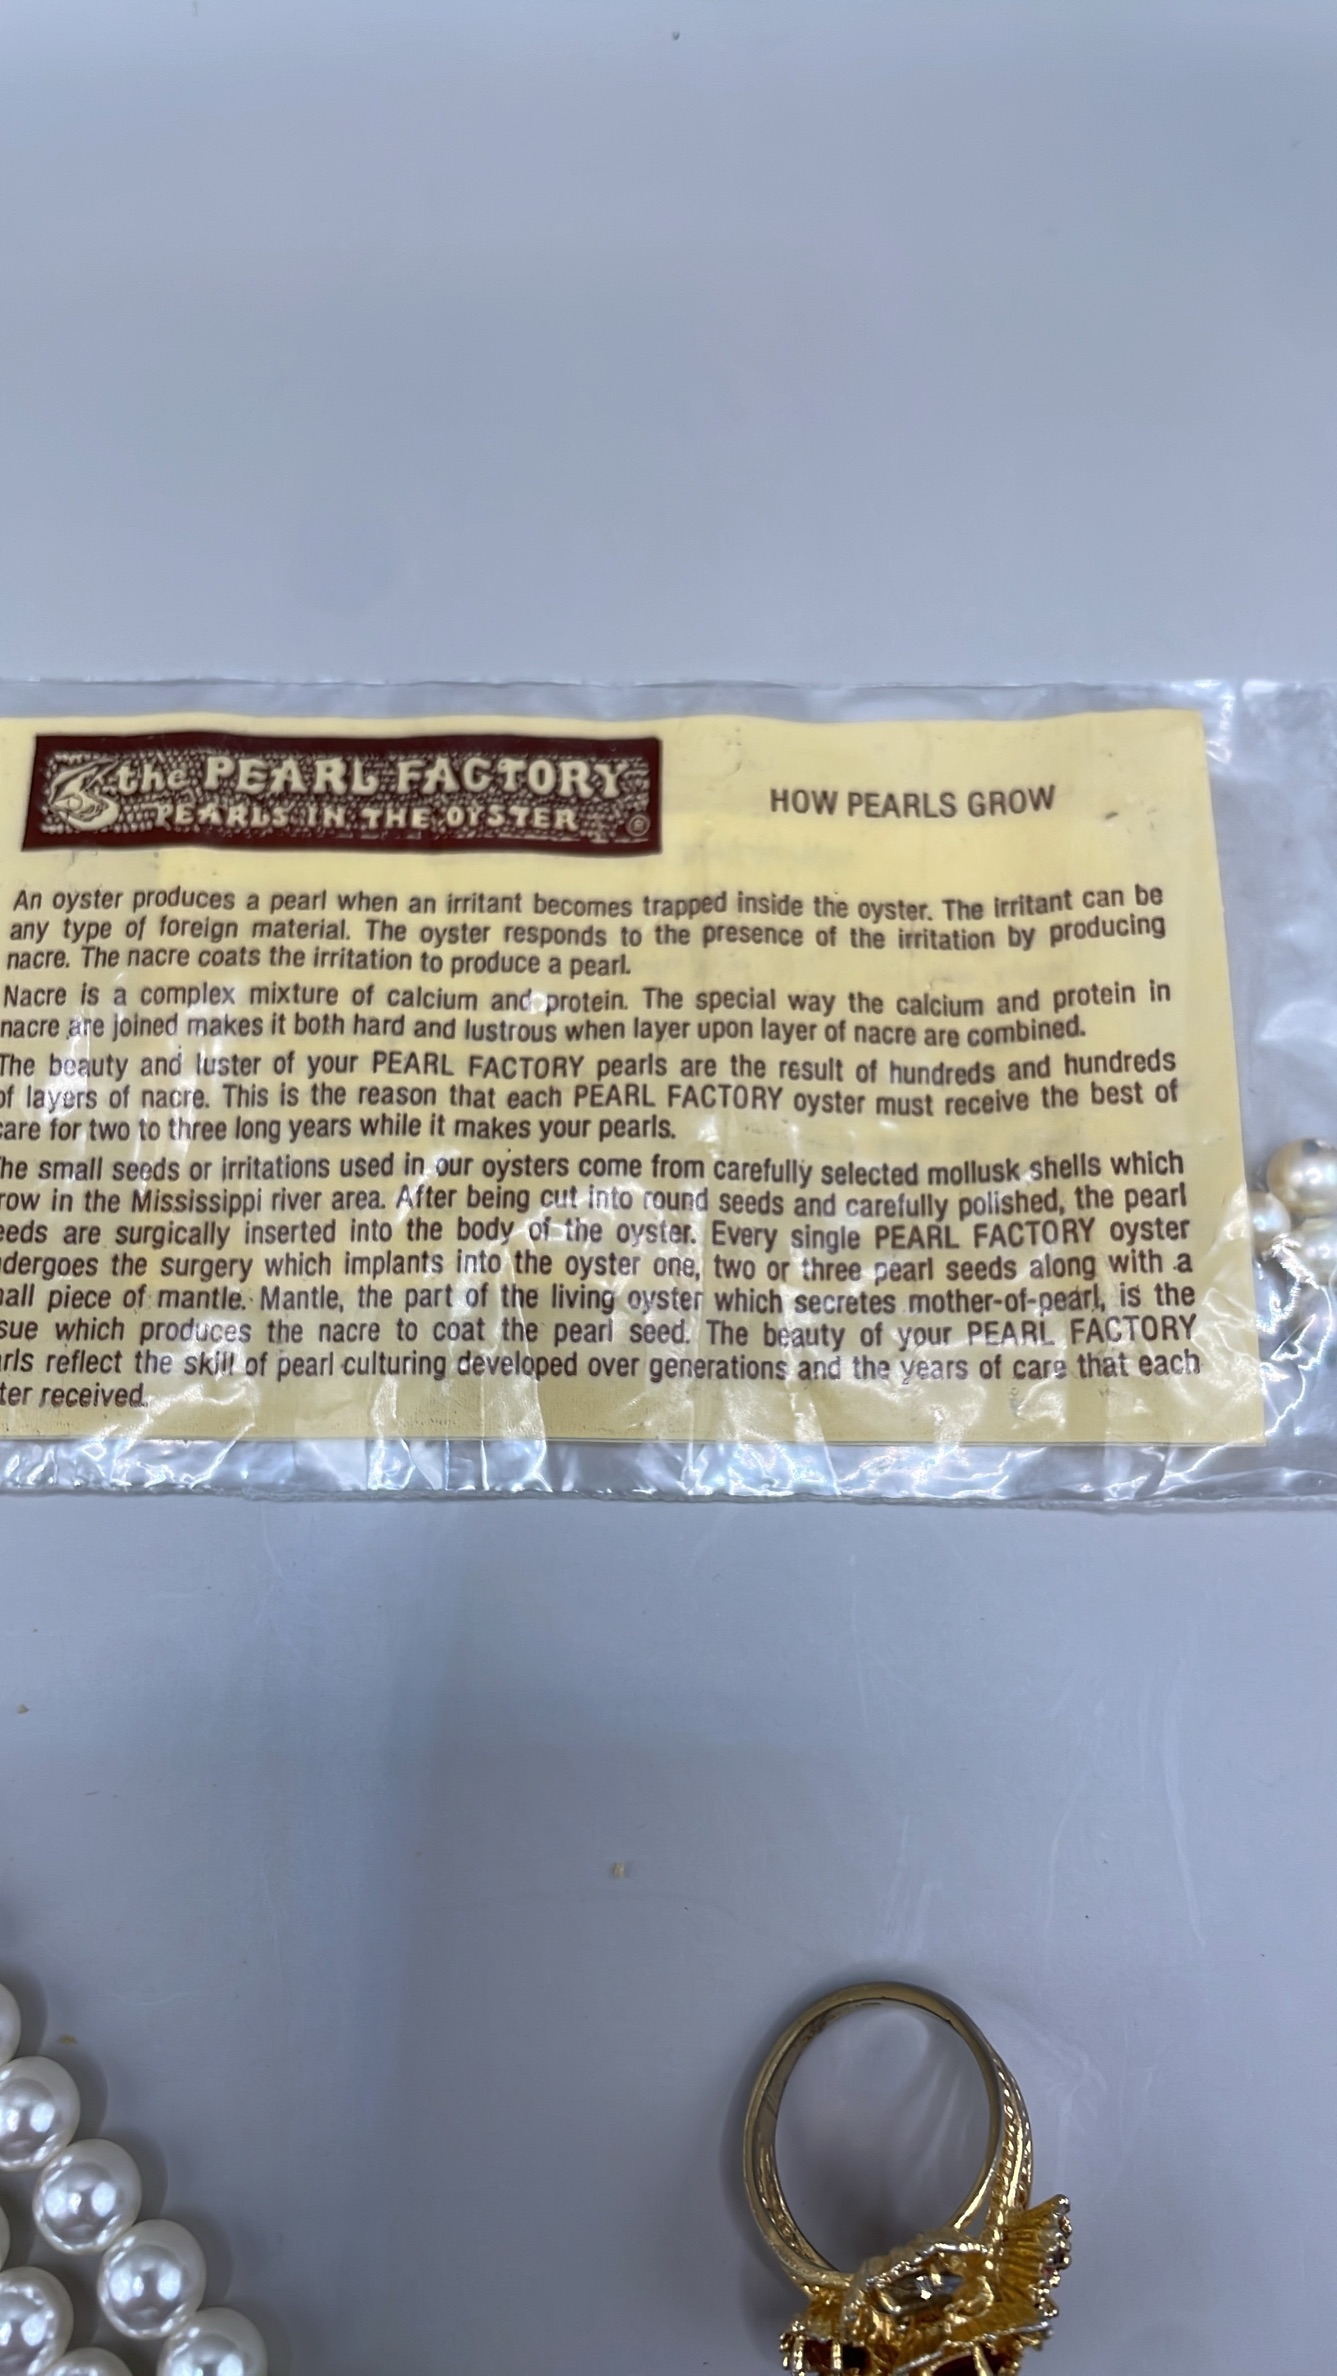 the PEARL FACTORY
PEARLS IN THE OYSTER ®
HOW PEARLS GROW
An oyster produces a pearl when an irritant becomes trapped inside the oyster. The irritant can be
any type of foreign material. The oyster responds to the presence of the irritation by producing
nacre. The nacre coats the irritation to produce a pearl.
Nacre is a complex mixture of calcium and protein. The special way the calcium and protein in
nacre are joined makes it both hard and lustrous when layer upon layer of nacre are combined.
The beauty and luster of your PEARL FACTORY pearls are the result of hundreds and hundreds
of layers of nacre. This is the reason that each PEARL FACTORY oyster must receive the best of
care for two to three long years while it makes your pearls.
he small seeds or irritations used in our oysters come from carefully selected mollusk shells which
row in the Mississippi river area. After being cut into round seeds and carefully polished, the pearl
eeds are surgically inserted into the body of the oyster. Every single PEARL FACTORY oyster
dergoes the surgery which implants into the oyster one, two or three pearl seeds along with a
all piece of mantle. Mantle, the part of the living oyster which secretes mother-of-pearl, is the
sue which produces the nacre to coat the pearl seed. The beauty of your PEARL FACTORY
rls reflect the skill of pearl culturing developed over generations and the years of care that each
ter received.